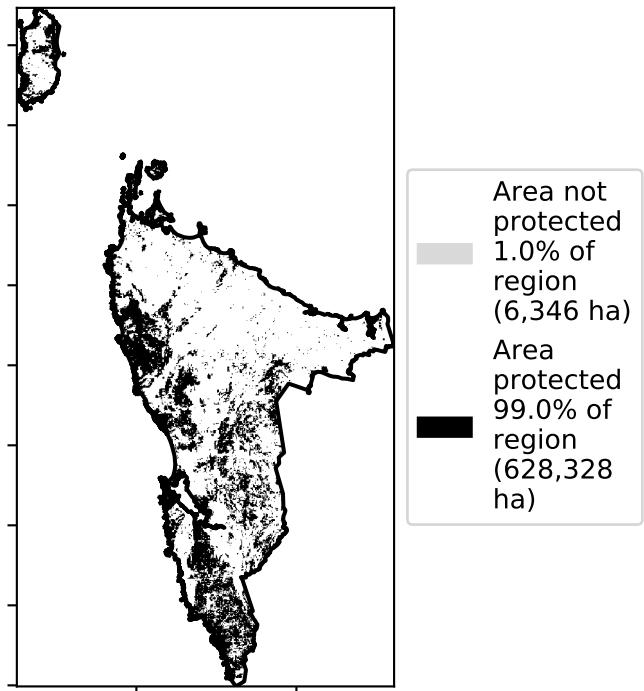 Area not
protected
1.0% of
region
(6,346 ha)
Area
protected
99.0% of
region
(628,328
ha)